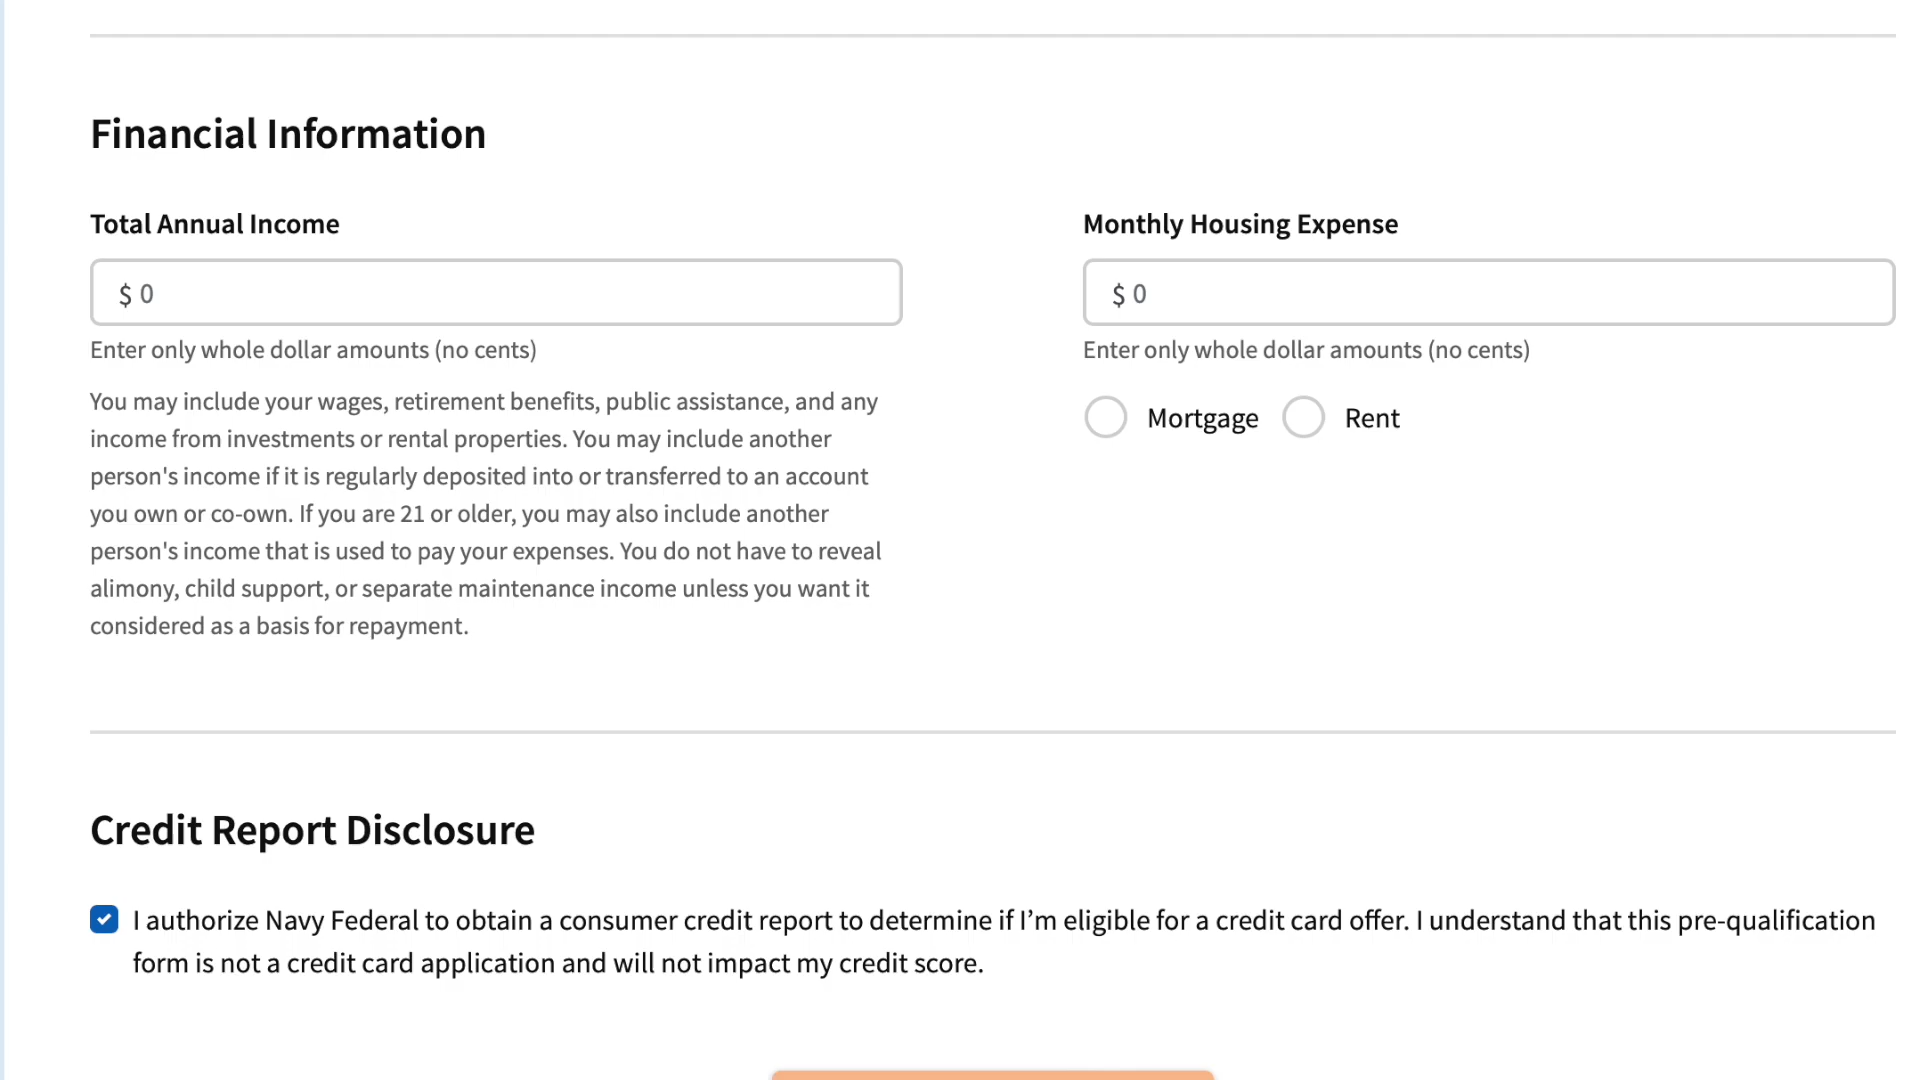 Financial Information
Total Annual Income
$ 0
Enter only whole dollar amounts (no cents)
You may include your wages, retirement benefits, public assistance, and any
income from investments or rental properties. You may include another
person's income if it is regularly deposited into or transferred to an account
you own or co-own. If you are 21 or older, you may also include another
person's income that is used to pay your expenses. You do not have to reveal
alimony, child support, or separate maintenance income unless you want it
considered as a basis for repayment.
Monthly Housing Expense
$ 0
Enter only whole dollar amounts (no cents)
Mortgage Rent
Credit Report Disclosure
I authorize Navy Federal to obtain a consumer credit report to determine if I’m eligible for a credit card offer. I understand that this pre-qualification
form is not a credit card application and will not impact my credit score.